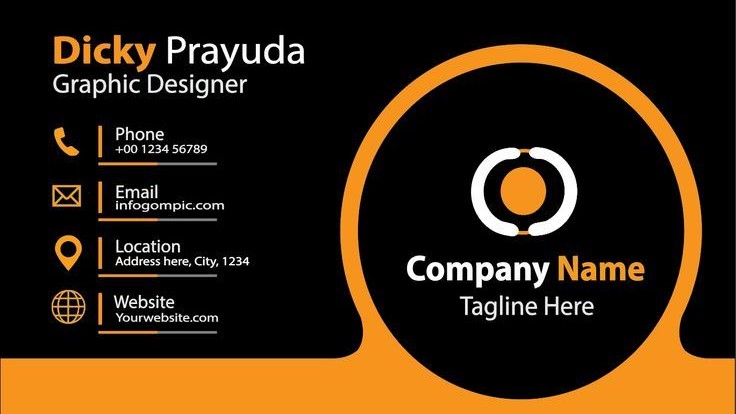 Dicky Prayuda
Graphic Designer
Phone
+00 1234 56789
Email
infogompic.com
Location
Address here, City, 1234
Website
Yourwebsite.com
Company Name
Tagline Here